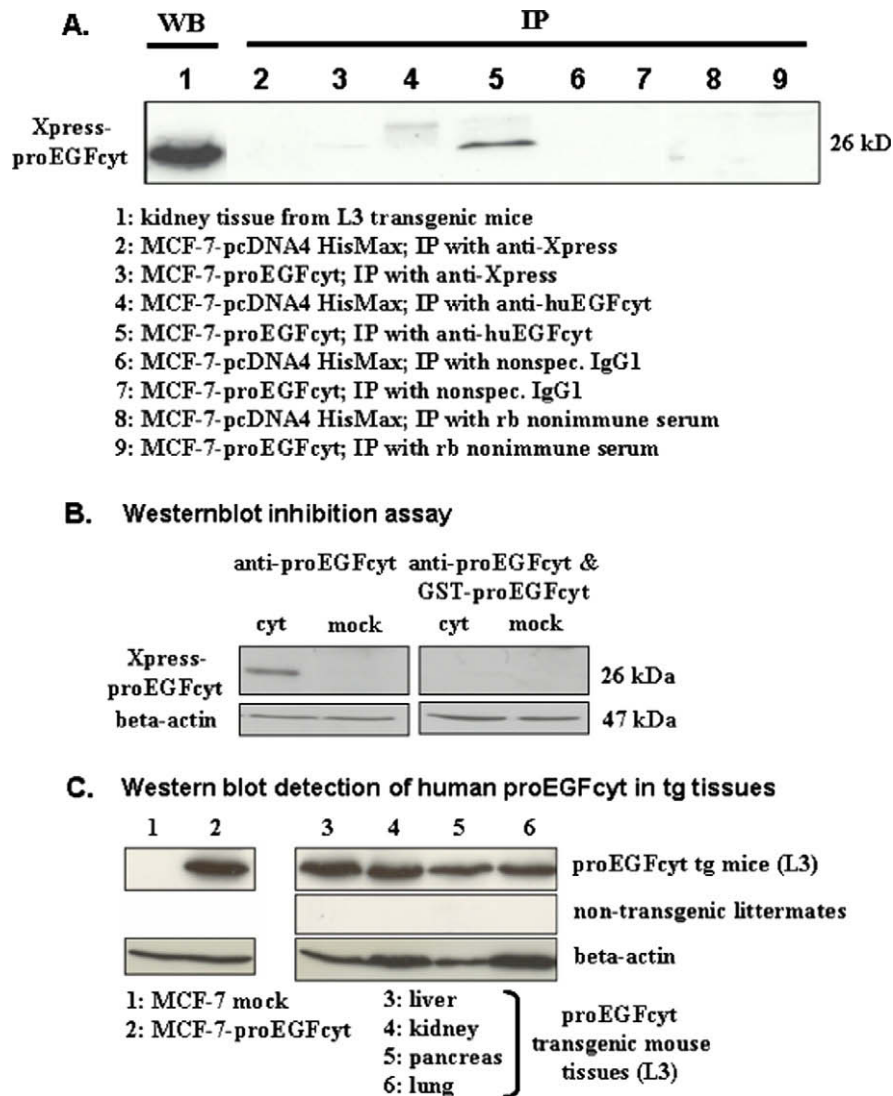 A.
WB IP
1 2 3 4 5 6 7 8 9
Xpress-
proEGFcyt
26 kD
1: kidney tissue from L3 transgenic mice
2: MCF-7-pcDNA4 HisMax; IP with anti-Xpress
3: MCF-7-proEGFcyt; IP with anti-Xpress
4: MCF-7-pcDNA4 HisMax; IP with anti-huEGFcyt
5: MCF-7-proEGFcyt; IP with anti-huEGFcyt
6: MCF-7-pcDNA4 HisMax; IP with nonspec. IgG1
7: MCF-7-proEGFcyt; IP with nonspec. IgG1
8: MCF-7-pcDNA4 HisMax; IP with rb nonimmune serum
9: MCF-7-proEGFcyt; IP with rb nonimmune serum
B. Westernblot inhibition assay
anti-proEGFcyt
anti-proEGFcyt &
GST-proEGFcyt
cyt mock cyt mock
Xpress-
proEGFcyt
26 kDa
beta-actin 47 kDa
C. Western blot detection of human proEGFcyt in tg tissues
1 2 3 4 5 6
proEGFcyt tg mice (L3)
non-transgenic littermates
beta-actin
1: MCF-7 mock
2: MCF-7-proEGFcyt
3: liver
4: kidney
5: pancreas
6: lung
proEGFcyt
transgenic mouse
tissues (L3)